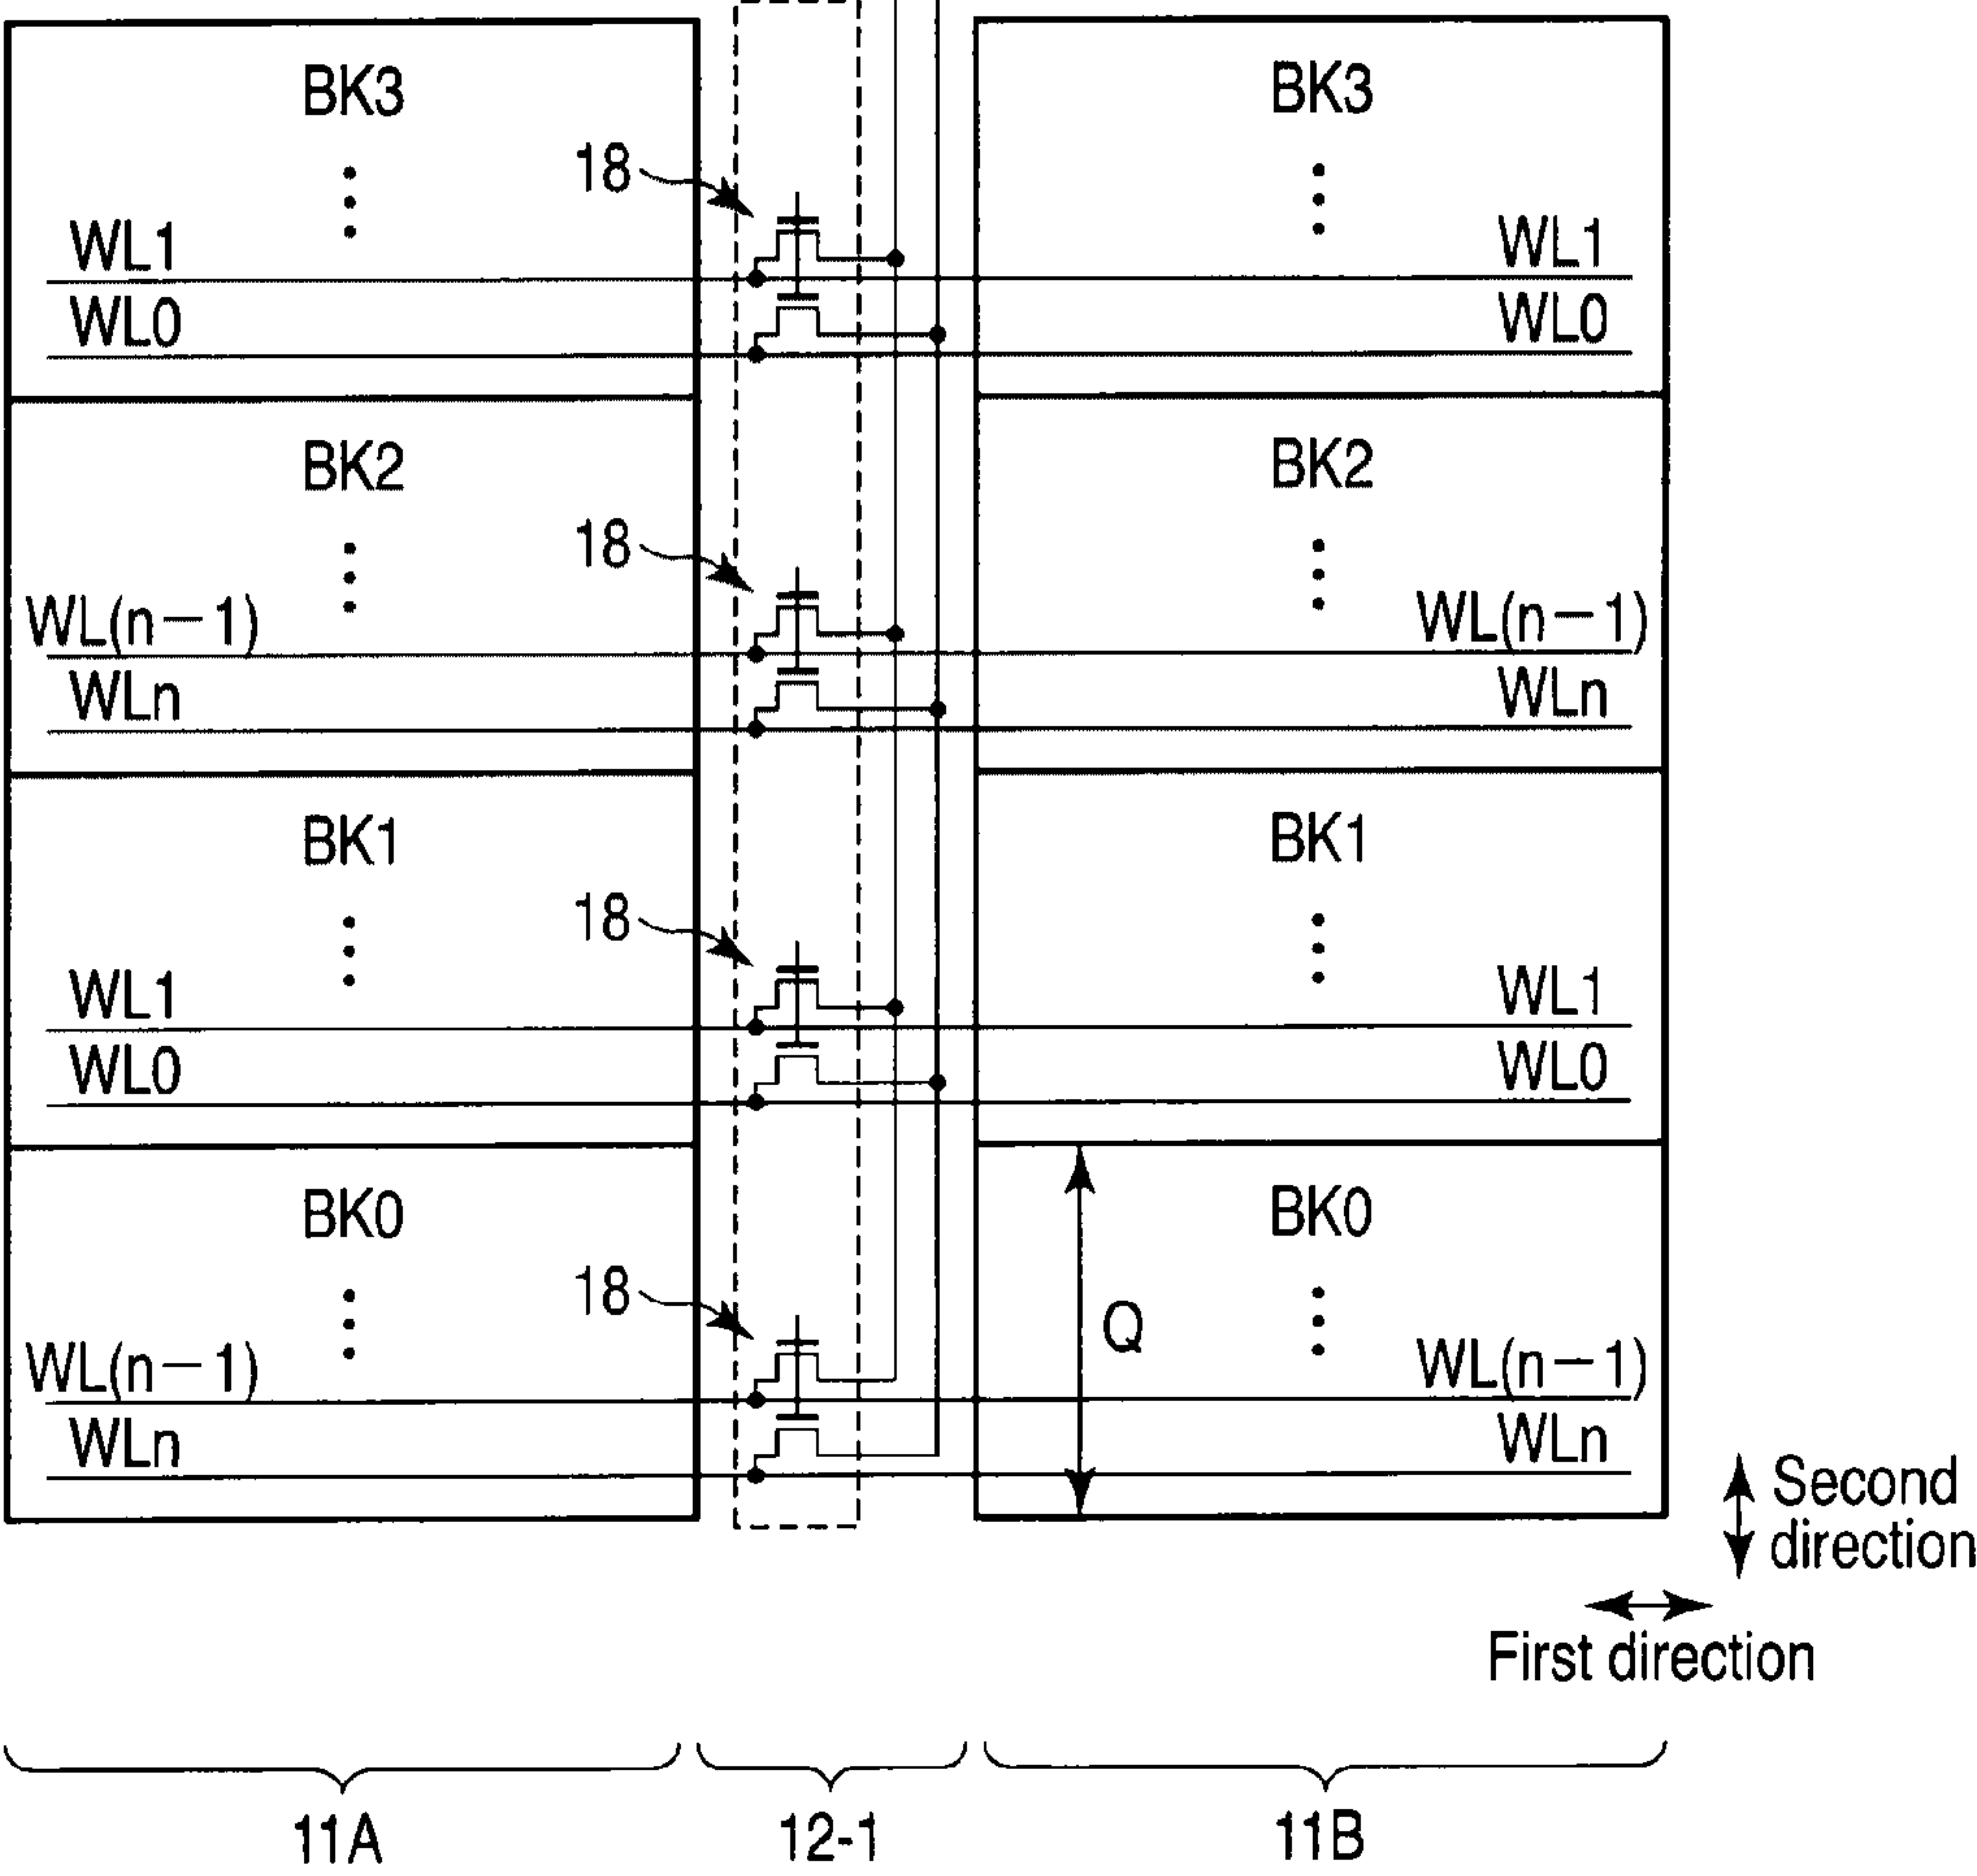 BK3 BK3
18
WL1 WL1
WL0 WL0
BK2 BK2
18
WL(n−1) WL(n−1)
WLn WLn
BK1 BK1
18
WL1 WL1
WL0 WL0
BK0 BK0
18 Q
WL(n−1) WL(n−1)
WLn WLn
Second
direction
First direction
11A 12-1 11B